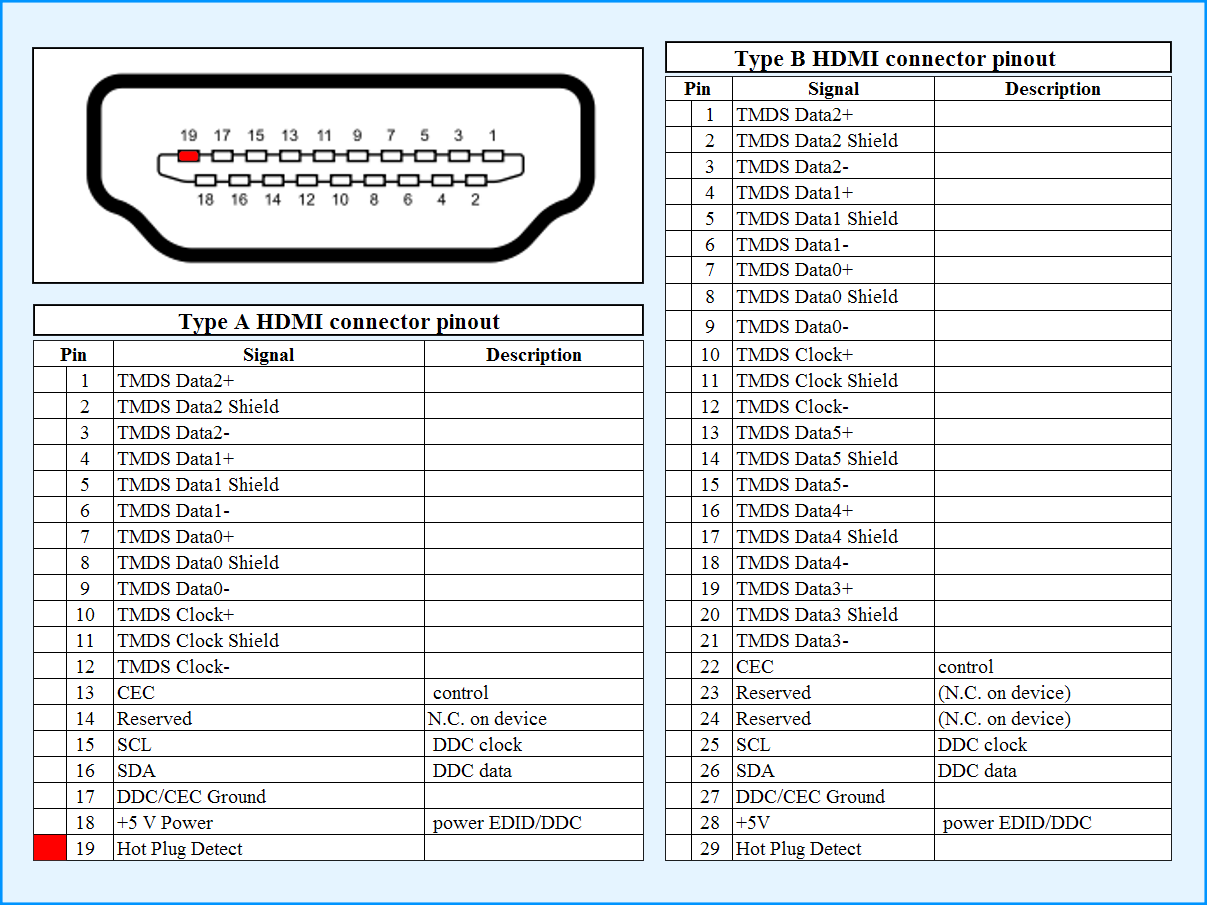 19 17 15 13 11 9 7 5 3 1
18 16 14 12 10 8 6 4 2
Type A HDMI connector pinout
Pin Signal Description
1 TMDS Data2+
2 TMDS Data2 Shield
3 TMDS Data2-
4 TMDS Data1+
5 TMDS Data1 Shield
6 TMDS Data1-
7 TMDS Data0+
8 TMDS Data0 Shield
9 TMDS Data0-
10 TMDS Clock+
11 TMDS Clock Shield
12 TMDS Clock-
13 CEC control
14 Reserved N.C. on device
15 SCL DDC clock
16 SDA DDC data
17 DDC/CEC Ground
18 +5 V Power power EDID/DDC
19 Hot Plug Detect
Type B HDMI connector pinout
Pin Signal Description
1 TMDS Data2+
2 TMDS Data2 Shield
3 TMDS Data2-
4 TMDS Data1+
5 TMDS Data1 Shield
6 TMDS Data1-
7 TMDS Data0+
8 TMDS Data0 Shield
9 TMDS Data0-
10 TMDS Clock+
11 TMDS Clock Shield
12 TMDS Clock-
13 TMDS Data5+
14 TMDS Data5 Shield
15 TMDS Data5-
16 TMDS Data4+
17 TMDS Data4 Shield
18 TMDS Data4-
19 TMDS Data3+
20 TMDS Data3 Shield
21 TMDS Data3-
22 CEC control
23 Reserved (N.C. on device)
24 Reserved (N.C. on device)
25 SCL DDC clock
26 SDA DDC data
27 DDC/CEC Ground
28 +5V power EDID/DDC
29 Hot Plug Detect